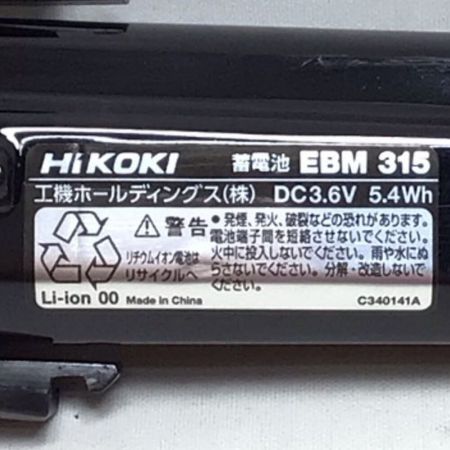 HiKOKI 蓄電池 EBM 315
工機ホールディングス(株) DC3.6V 5.4Wh
警告
●発煙、発火、破裂などの恐れがあります。
電池端子間を短絡させないでください。
火中に投入しないでください。雨や水にぬ
らさないでください。分解・改造しない
でください。
リチウムイオン電池は
リサイクルへ
Li-ion 00 Made in China
C340141A